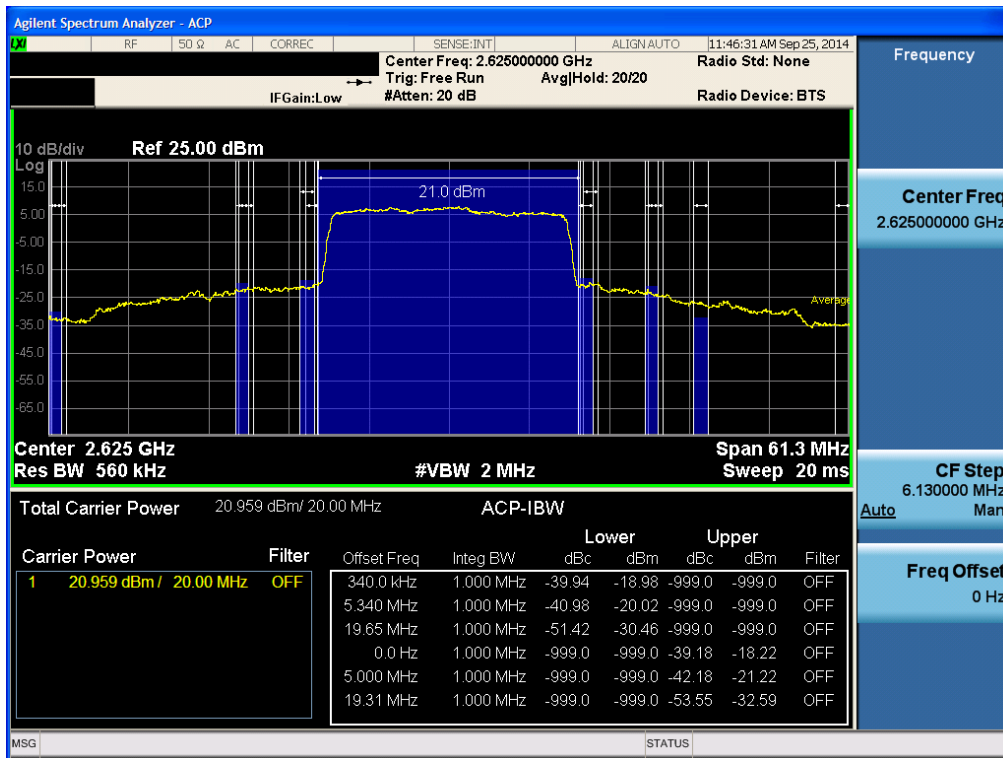 Agilent Spectrum Analyzer - ACP
LXI RF 50 Ω AC CORREC SENSE:INT ALIGN AUTO 11:46:31 AM Sep 25, 2014
Center Freq: 2.625000000 GHz Radio Std: None
Trig: Free Run Avg|Hold: 20/20
IFGain:Low #Atten: 20 dB Radio Device: BTS
10 dB/div Ref 25.00 dBm
Log
15.0
5.00
-5.00
-15.0
-25.0
-35.0
-45.0
-55.0
-65.0
21.0 dBm
Average
Center 2.625 GHz Span 61.3 MHz
Res BW 560 kHz #VBW 2 MHz Sweep 20 ms
Total Carrier Power 20.959 dBm/ 20.00 MHz ACP-IBW
Lower Upper
Carrier Power Filter Offset Freq Integ BW dBc dBm dBc dBm Filter
1 20.959 dBm / 20.00 MHz OFF
340.0 kHz 1.000 MHz -39.94 -18.98 -999.0 -999.0 OFF
5.340 MHz 1.000 MHz -40.98 -20.02 -999.0 -999.0 OFF
19.65 MHz 1.000 MHz -51.42 -30.46 -999.0 -999.0 OFF
0.0 Hz 1.000 MHz -999.0 -999.0 -39.18 -18.22 OFF
5.000 MHz 1.000 MHz -999.0 -999.0 -42.18 -21.22 OFF
19.31 MHz 1.000 MHz -999.0 -999.0 -53.55 -32.59 OFF
MSG STATUS
Frequency
Center Freq
2.625000000 GHz
CF Step
6.130000 MHz
Auto Man
Freq Offset
0 Hz